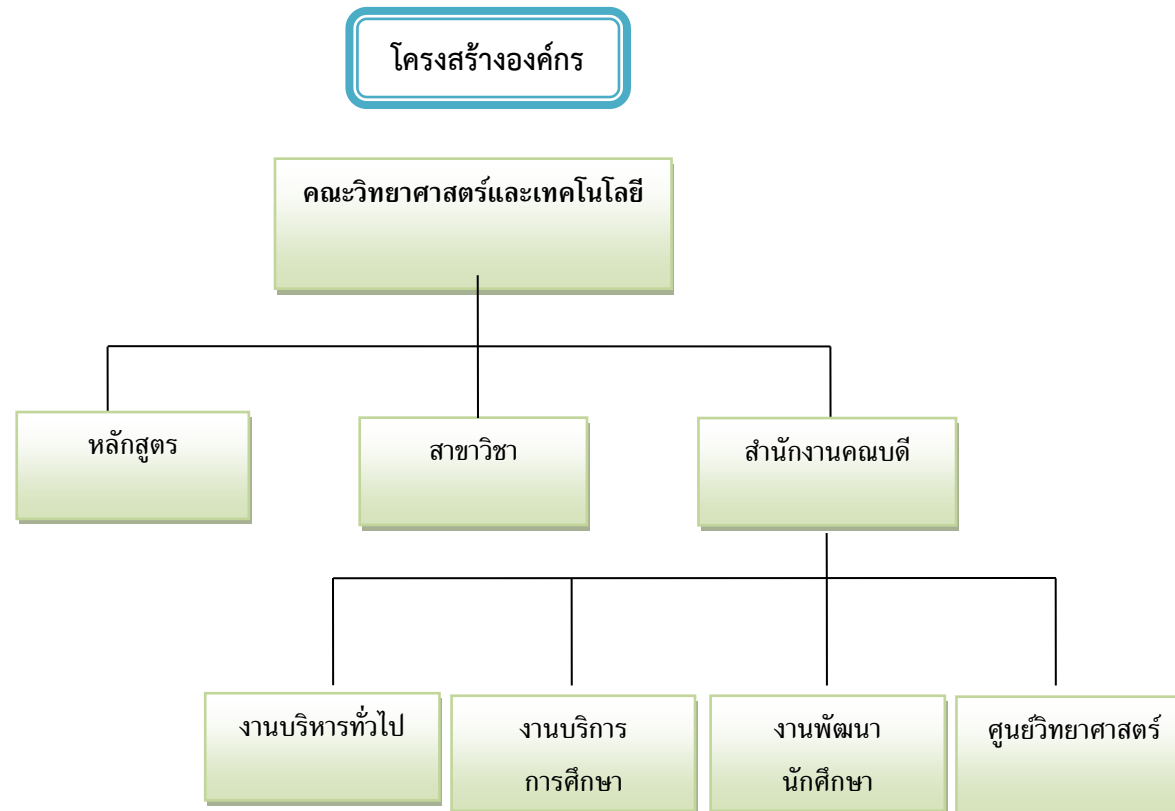 โครงสร้างองค์กร
คณะวิทยาศาสตร์และเทคโนโลยี
หลักสูตร
สาขาวิชา
สำนักงานคณบดี
งานบริหารทั่วไป
งานบริการ
การศึกษา
งานพัฒนา
นักศึกษา
ศูนย์วิทยาศาสตร์